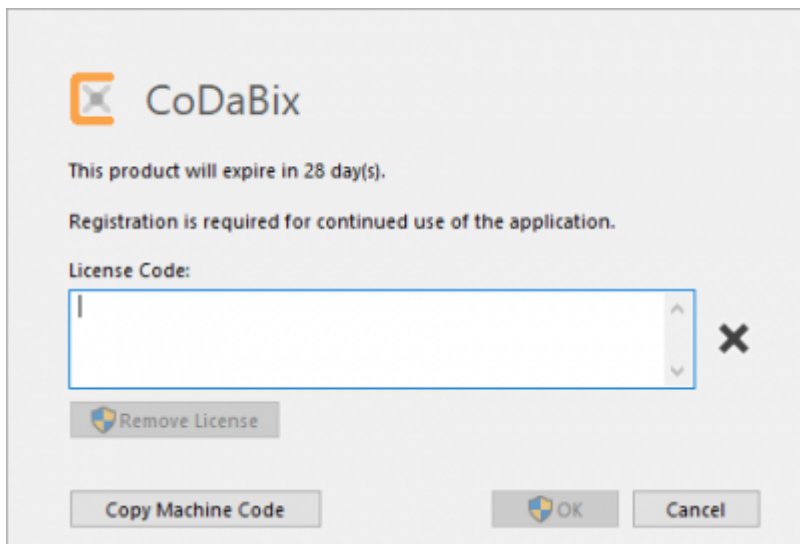 CoDaBix
This product will expire in 28 day(s).
Registration is required for continued use of the application.
License Code:
Remove License
Copy Machine Code
OK
Cancel